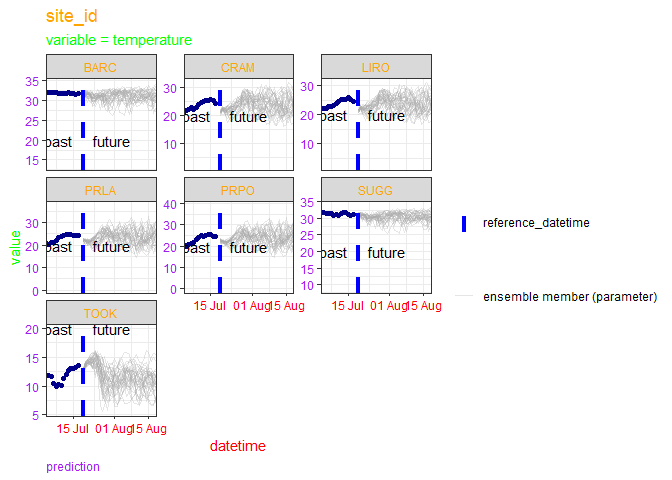 site_id
variable = temperature
BARC
CRAM
LIRO
35
30
25
20
15
past
future
30
20
10
past
future
30
20
10
past
future
PRLA
PRPO
SUGG
value
30
20
10
0
past
future
40
30
20
10
0
past
future
35
30
25
20
15
10
past
future
reference_datetime
ensemble member (parameter)
15 Jul 01 Aug 15 Aug
15 Jul 01 Aug 15 Aug
TOOK
20
15
10
5
past
future
15 Jul 01 Aug 15 Aug
datetime
prediction